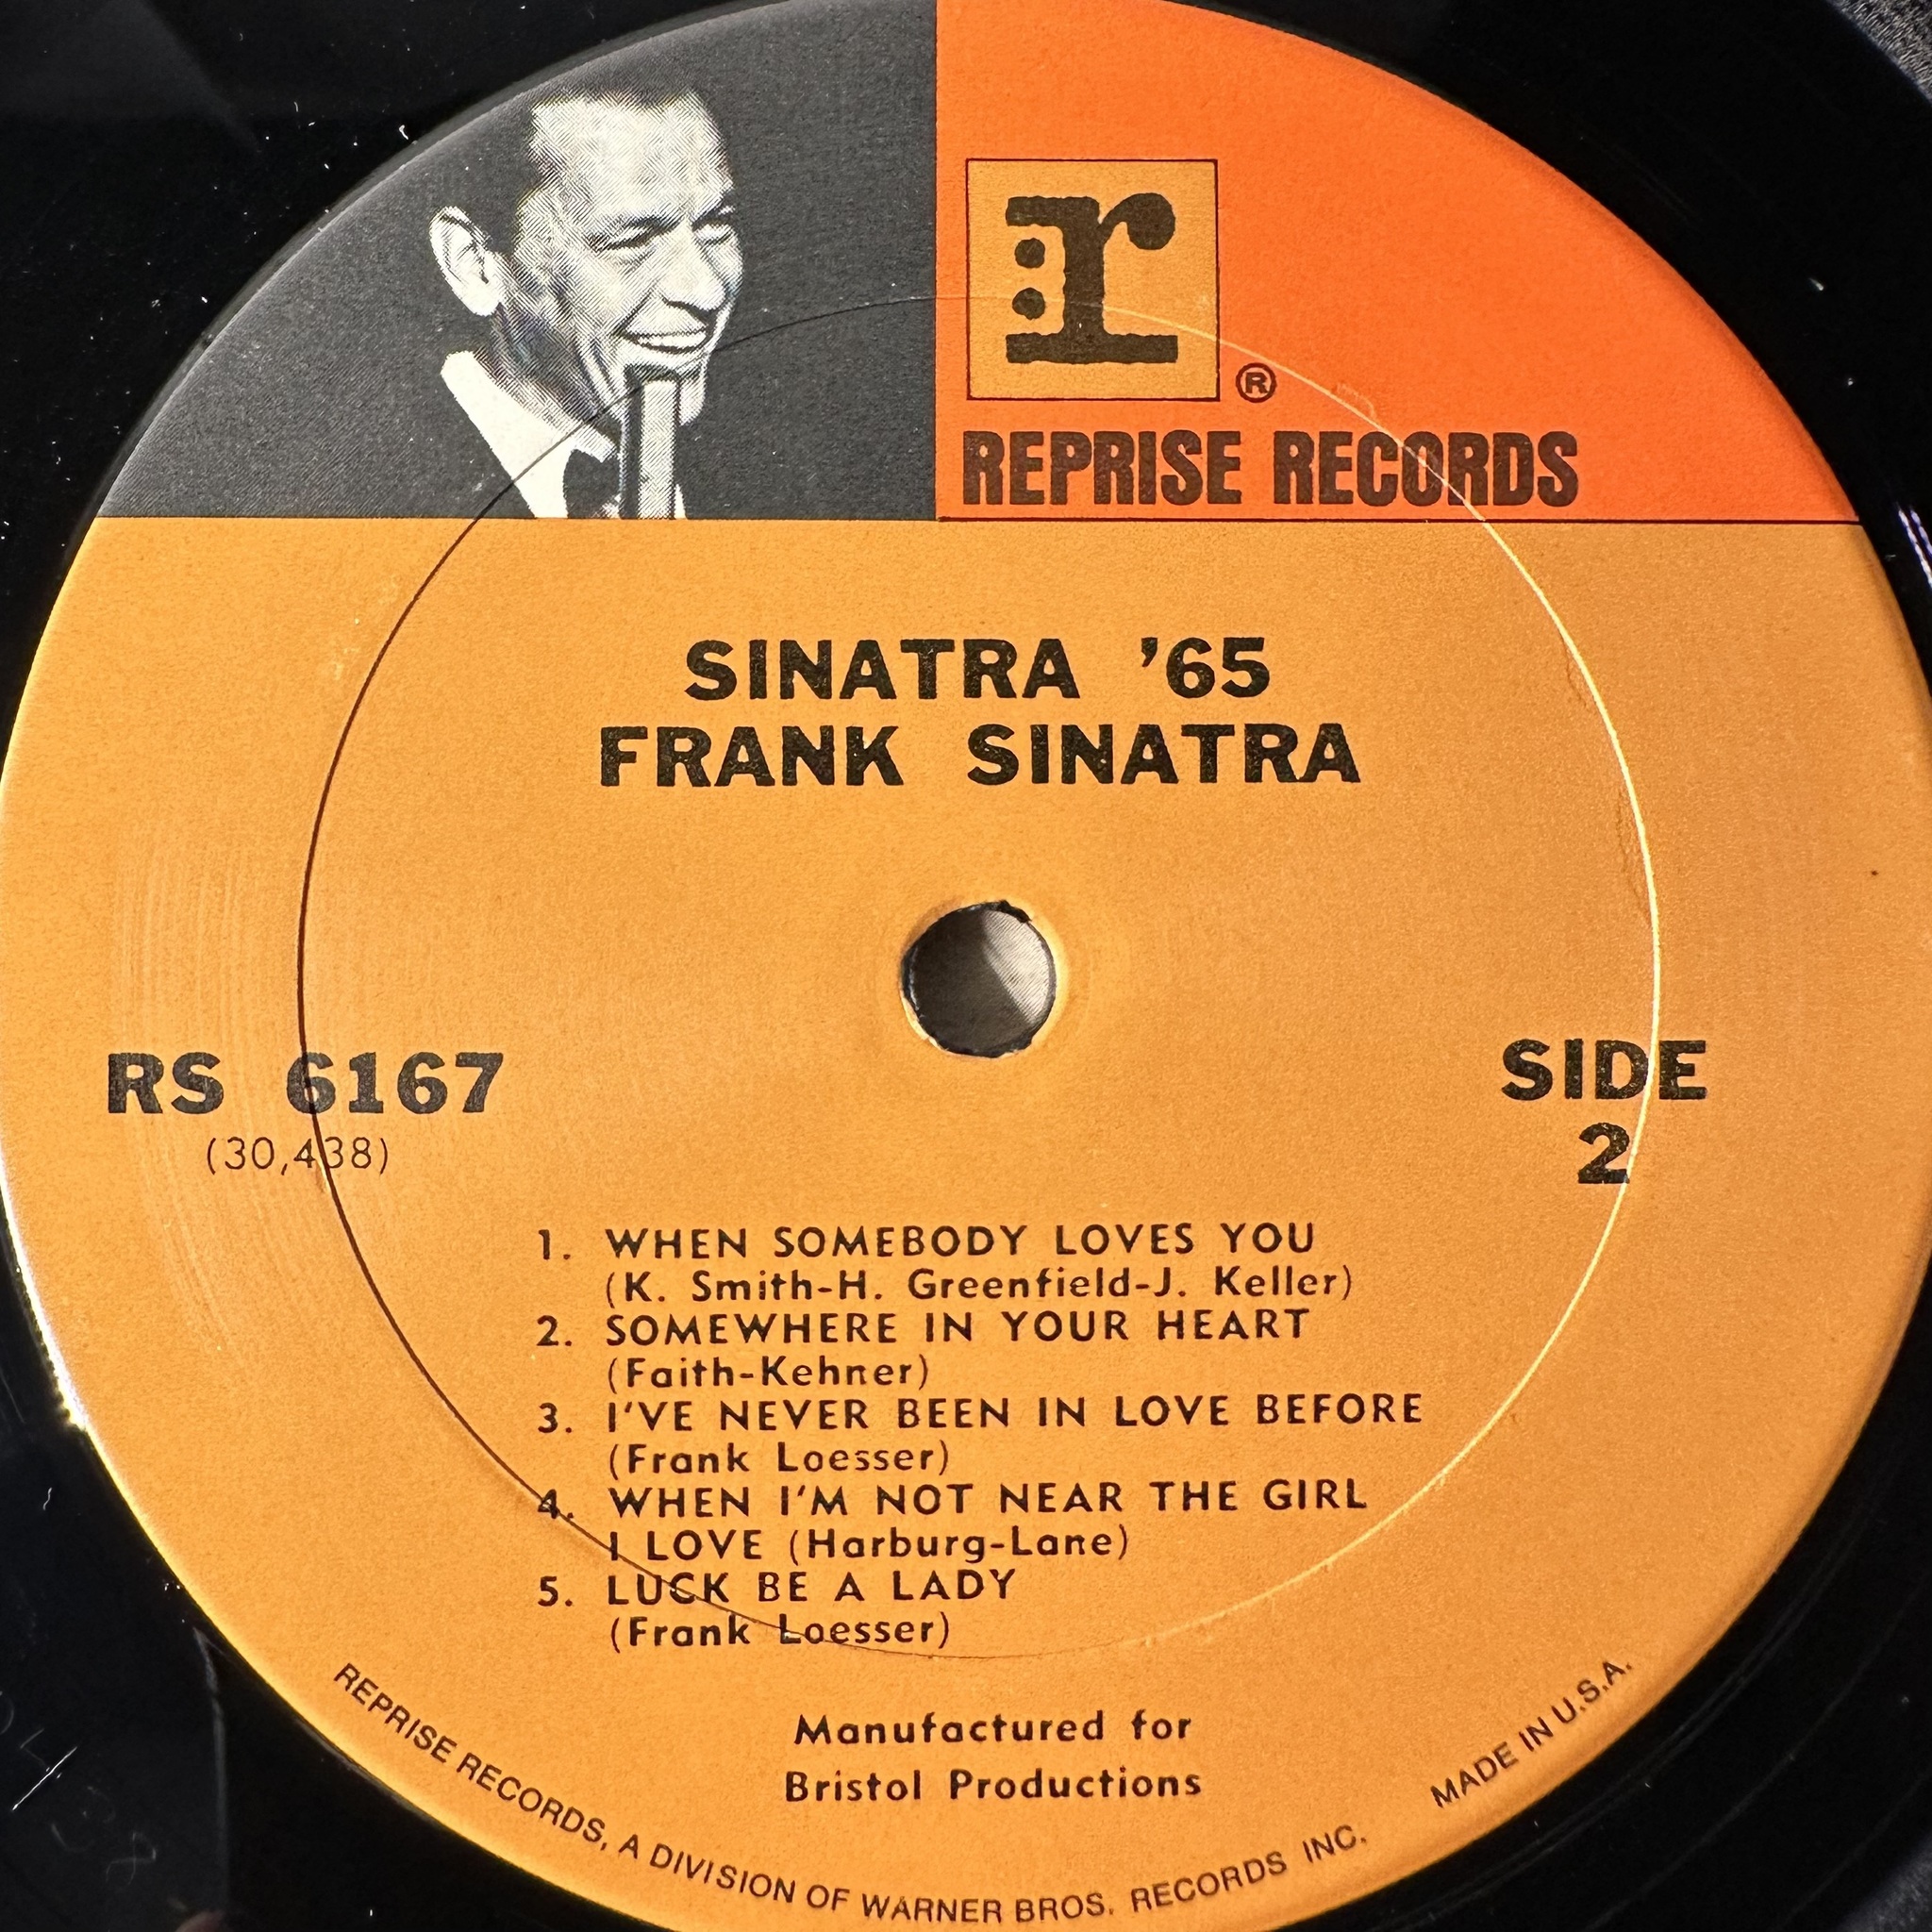 r
®
REPRISE RECORDS
SINATRA '65
FRANK SINATRA
RS 6167
(30,438)
SIDE
2
1. WHEN SOMEBODY LOVES YOU
(K. Smith-H. Greenfield-J. Keller)
2. SOMEWHERE IN YOUR HEART
(Faith-Kehner)
3. I'VE NEVER BEEN IN LOVE BEFORE
(Frank Loesser)
4. WHEN I'M NOT NEAR THE GIRL
I LOVE (Harburg-Lane)
5. LUCK BE A LADY
(Frank Loesser)
Manufactured for
Bristol Productions
REPRISE RECORDS, A DIVISION OF WARNER BROS. RECORDS INC.
MADE IN U.S.A.